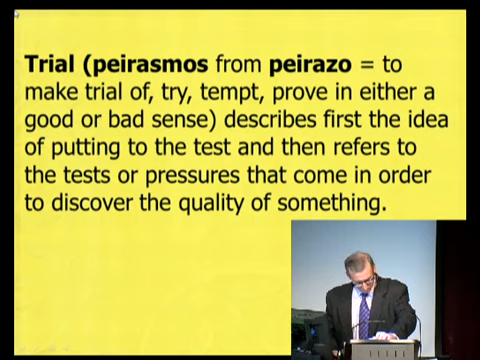 Trial (peirasmos from peirazo = to
make trial of, try, tempt, prove in either a
good or bad sense) describes first the idea
of putting to the test and then refers to
the tests or pressures that come in order
to discover the quality of something.